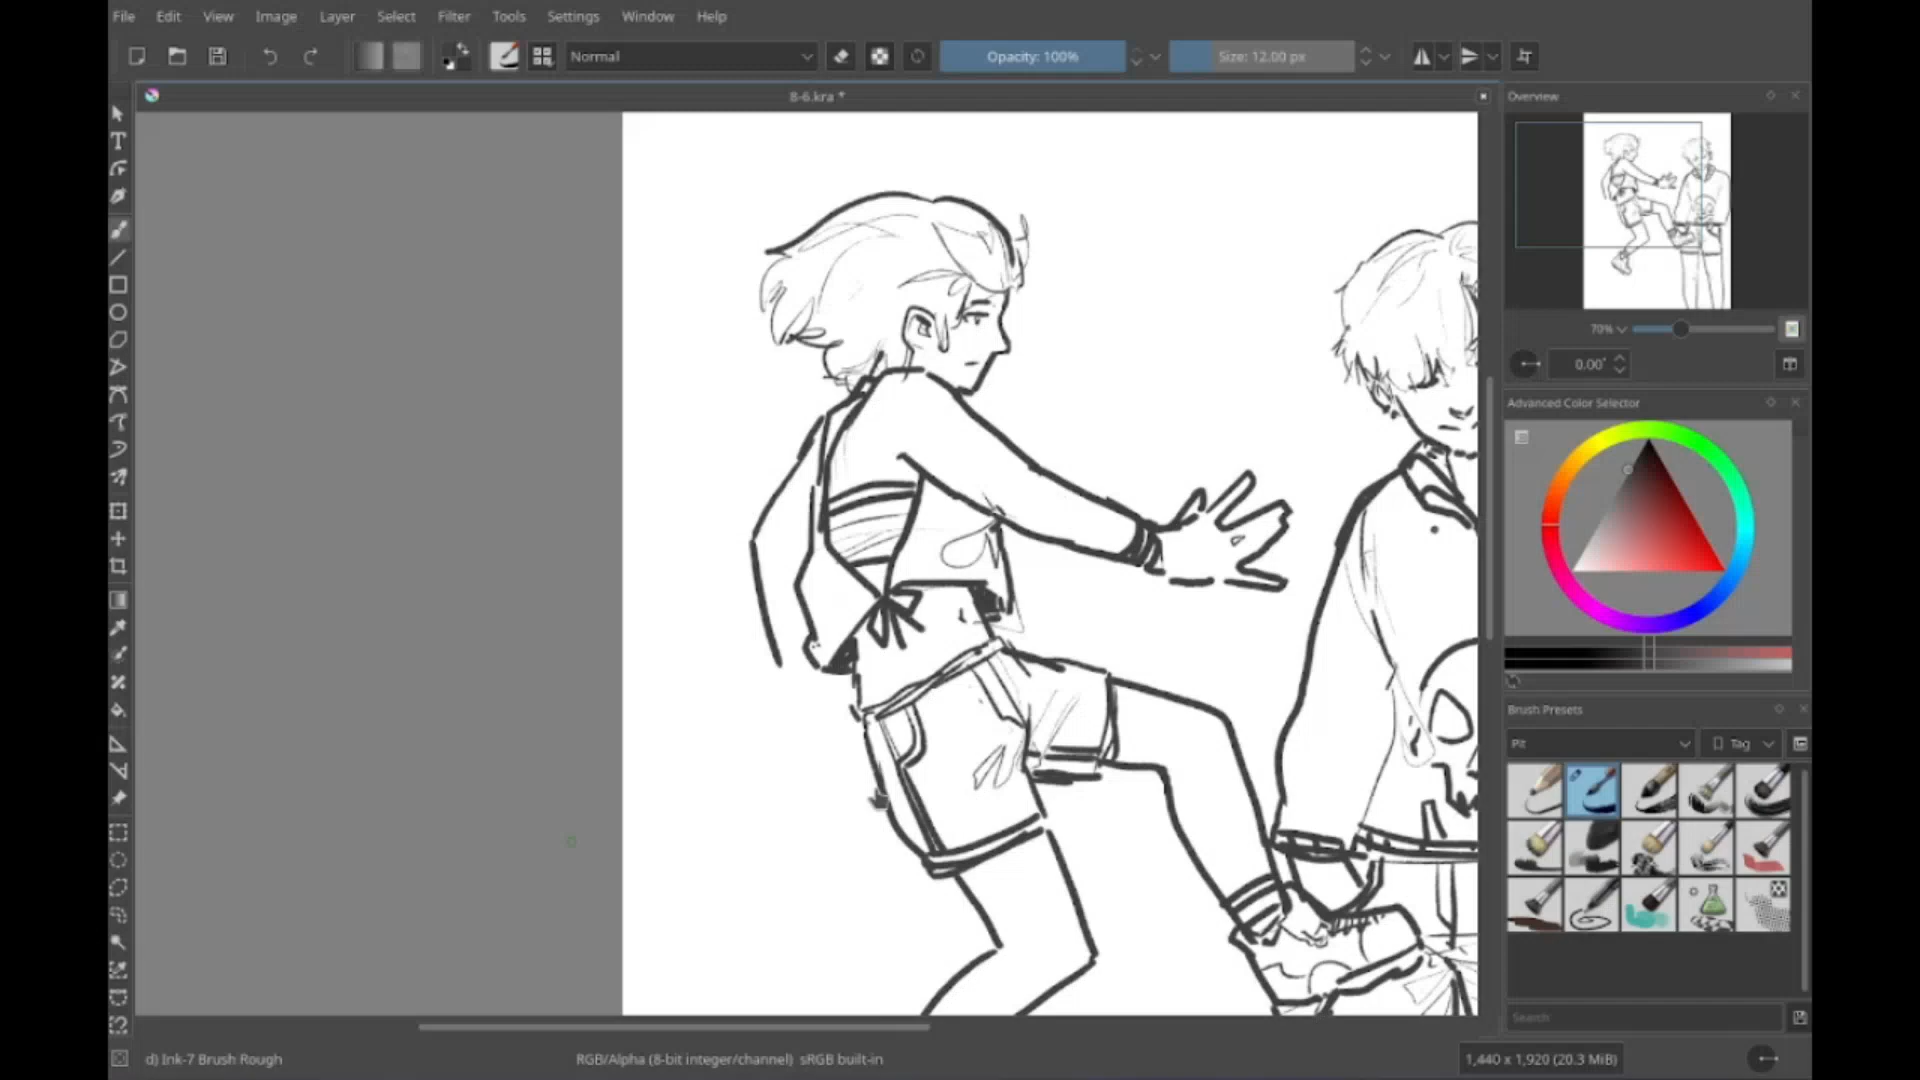 File Edit View Image Layer Select Filter Tools Settings Window Help
Normal Opacity: 100% Size: 12.00 px
8-6.kra *
Overview
70%
0.00°
Advanced Color Selector
Brush Presets
Tag
Search
d) Ink-7 Brush Rough RGB/Alpha (8-bit integer/channel) sRGB built-in 1,440 x 1,920 (20.3 MiB)